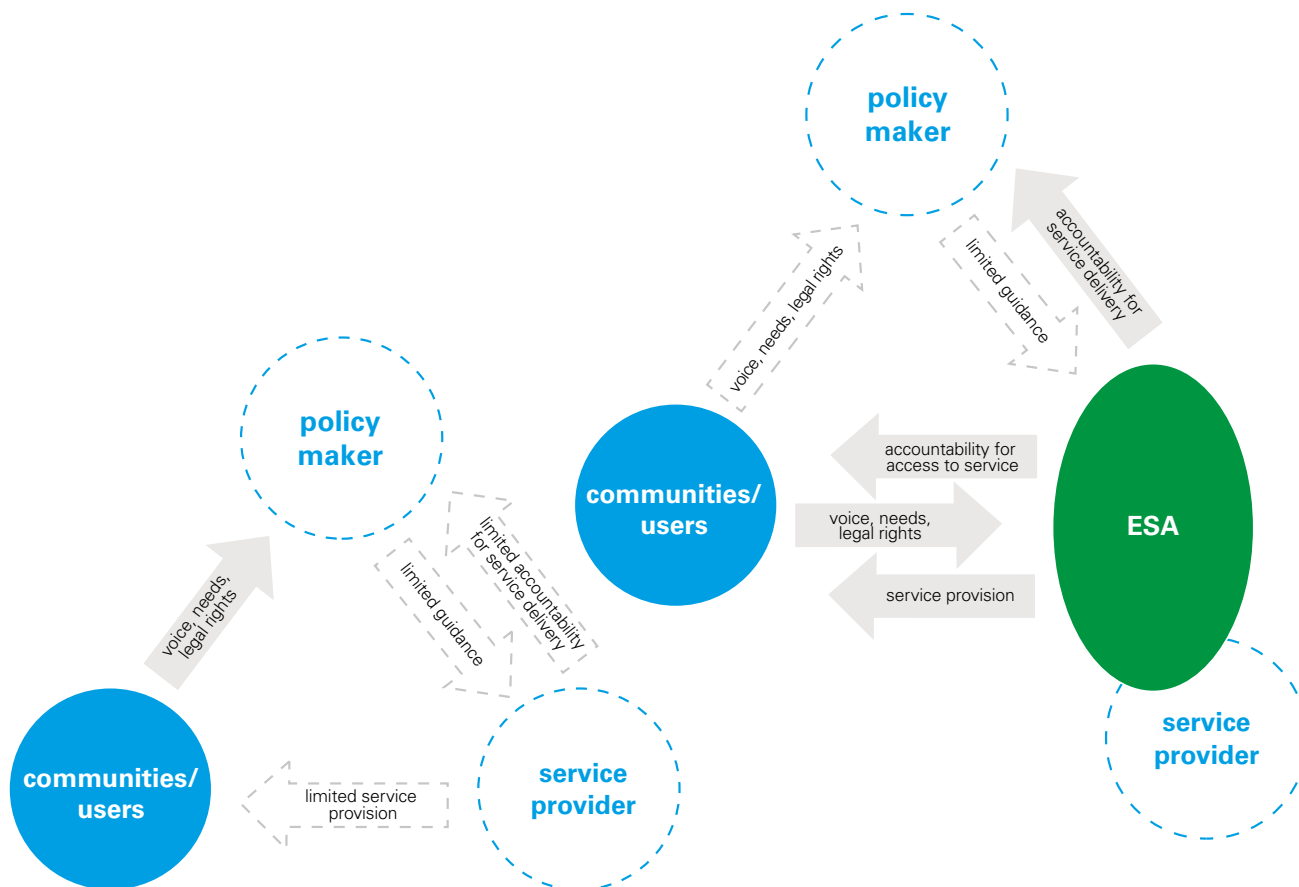 policy
maker
voice, needs,
legal rights
limited guidance
limited accountability
for service delivery
communities/
users
limited service
provision
service
provider
policy
maker
voice, needs, legal rights
limited guidance
accountability for
service delivery
communities/
users
accountability for
access to service
voice, needs,
legal rights
service provision
ESA
service
provider